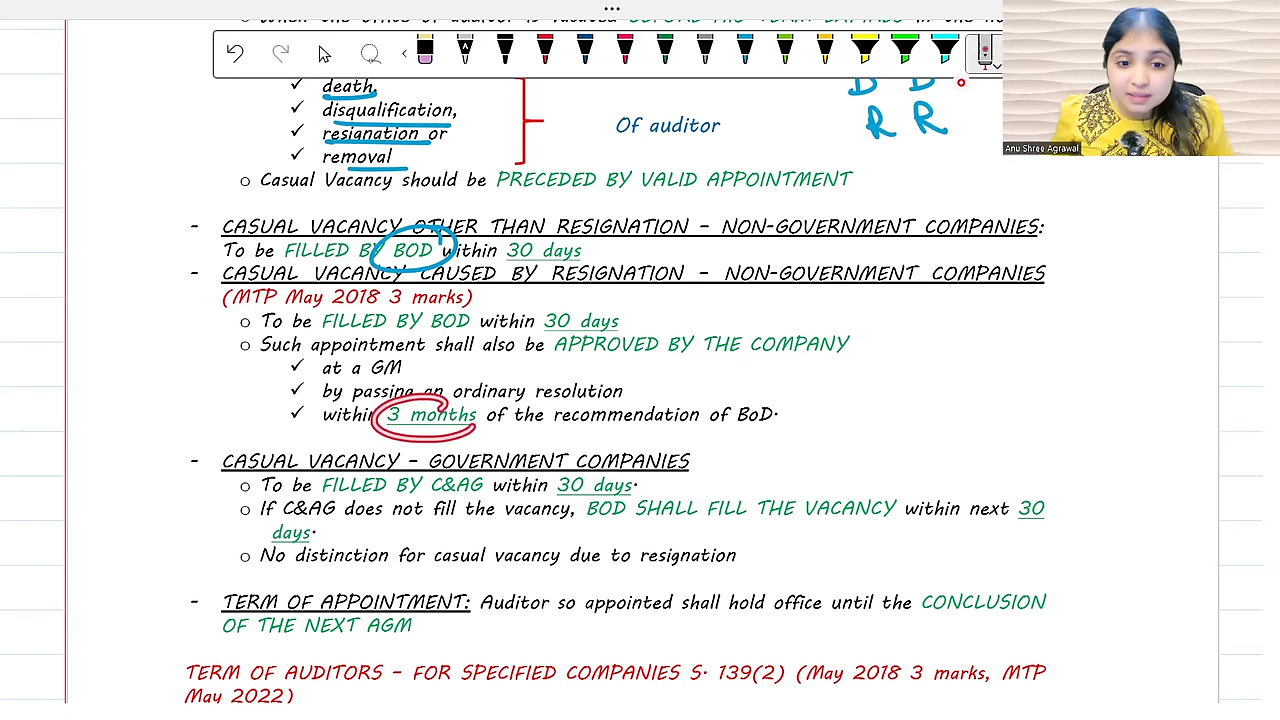 death,
D D
disqualification,
Of auditor
R R
resignation or
removal
Anu Shree Agrawal
o Casual Vacancy should be PRECEDED BY VALID APPOINTMENT
- CASUAL VACANCY OTHER THAN RESIGNATION – NON-GOVERNMENT COMPANIES:
To be FILLED BY BOD within 30 days
- CASUAL VACANCY CAUSED BY RESIGNATION – NON-GOVERNMENT COMPANIES
(MTP May 2018 3 marks)
o To be FILLED BY BOD within 30 days
o Such appointment shall also be APPROVED BY THE COMPANY
✓ at a GM
✓ by passing an ordinary resolution
✓ within 3 months of the recommendation of BoD.
- CASUAL VACANCY – GOVERNMENT COMPANIES
o To be FILLED BY C&AG within 30 days.
o If C&AG does not fill the vacancy, BOD SHALL FILL THE VACANCY within next 30
days.
o No distinction for casual vacancy due to resignation
- TERM OF APPOINTMENT: Auditor so appointed shall hold office until the CONCLUSION
OF THE NEXT AGM
TERM OF AUDITORS – FOR SPECIFIED COMPANIES S. 139(2) (May 2018 3 marks, MTP
May 2022)